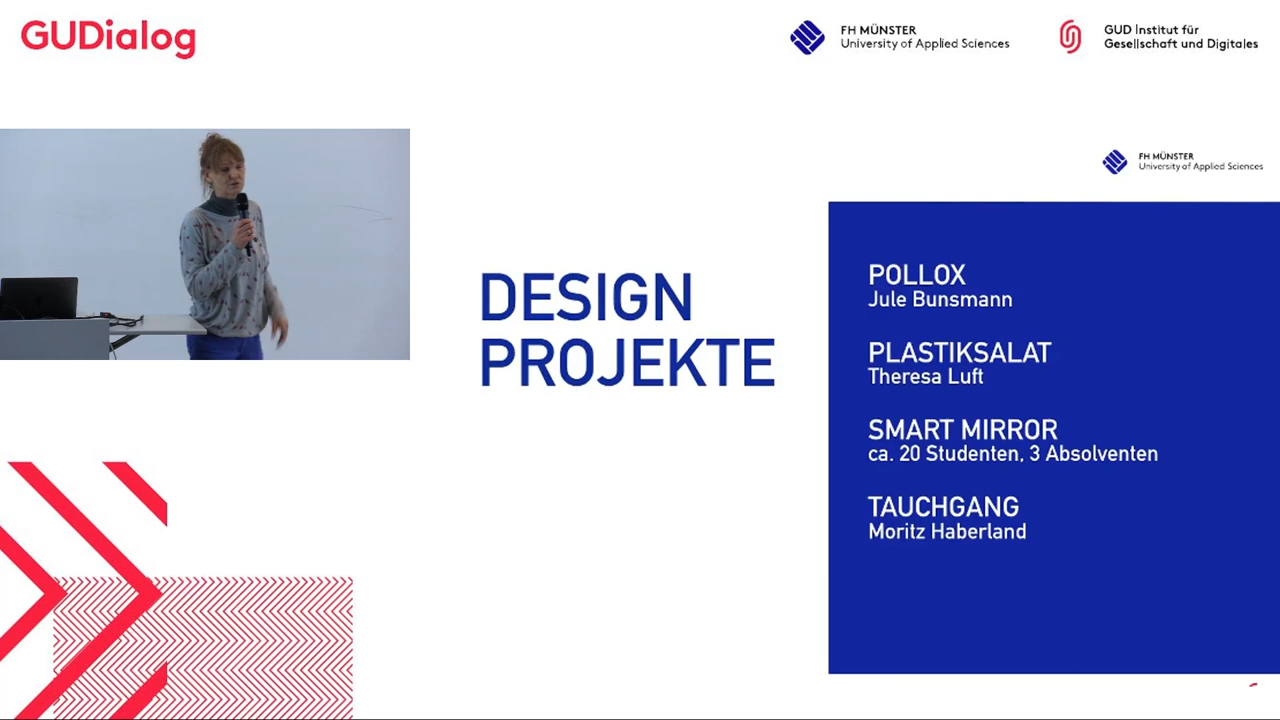 GUDialog
FH MÜNSTER
University of Applied Sciences
GUD Institut für
Gesellschaft und Digitales
FH MÜNSTER
University of Applied Sciences
DESIGN
PROJEKTE
POLLOX
Jule Bunsmann
PLASTIKSALAT
Theresa Luft
SMART MIRROR
ca. 20 Studenten, 3 Absolventen
TAUCHGANG
Moritz Haberland